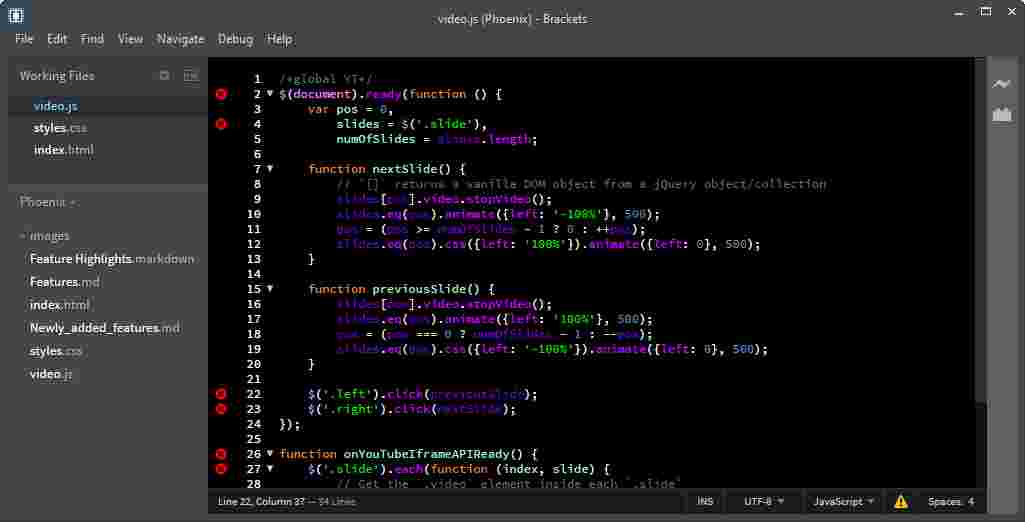 video.js (Phoenix) - Brackets
File Edit Find View Navigate Debug Help
Working Files
video.js
styles.css
index.html
Phoenix
images
Feature Highlights.markdown
Features.md
index.html
Newly_added_features.md
styles.css
video.js
1 /*global YT*/
2 $(document).ready(function () {
3 var pos = 0,
4 slides = $('.slide'),
5 numOfSlides = slides.length;
6
7 function nextSlide() {
8 // `[]` returns a vanilla DOM object from a jQuery object/collection
9 slides[pos].video.stopVideo();
10 slides.eq(pos).animate({left: '-100%'}, 500);
11 pos = (pos >= numOfSlides - 1 ? 0 : ++pos);
12 slides.eq(pos).css({left: '100%'}).animate({left: 0}, 500);
13 }
14
15 function previousSlide() {
16 slides[pos].video.stopVideo();
17 slides.eq(pos).animate({left: '100%'}, 500);
18 pos = (pos === 0 ? numOfSlides - 1 : --pos);
19 slides.eq(pos).css({left: '-100%'}).animate({left: 0}, 500);
20 }
21
22 $('.left').click(previousSlide);
23 $('.right').click(nextSlide);
24 });
25
26 function onYouTubeIframeAPIReady() {
27 $('.slide').each(function (index, slide) {
28 // Get the `.video` element inside each `.slide`
Line 22, Column 37 — 54 Lines INS UTF-8 JavaScript Spaces: 4